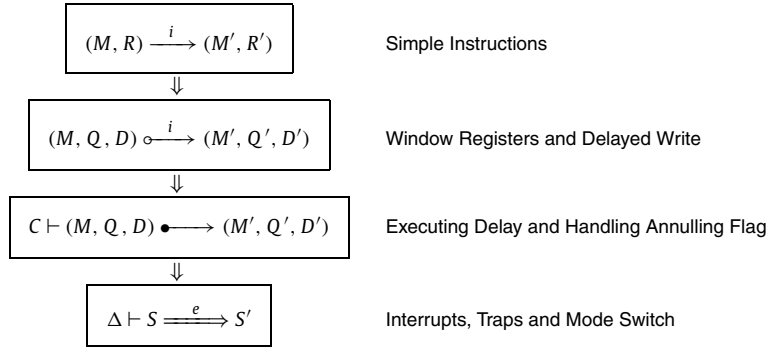 (M, R) —i→ (M′, R′) Simple Instructions
⇓
(M, Q, D) ∘—i→ (M′, Q′, D′) Window Registers and Delayed Write
⇓
C ⊢ (M, Q, D) •—→ (M′, Q′, D′) Executing Delay and Handling Annulling Flag
⇓
Δ ⊢ S =e⇒ S′ Interrupts, Traps and Mode Switch